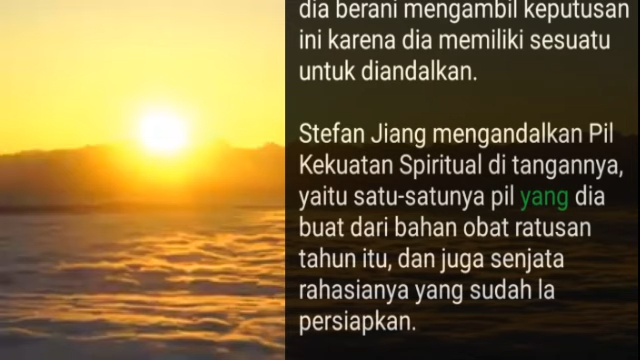 dia berani mengambil keputusan
ini karena dia memiliki sesuatu
untuk diandalkan.
Stefan Jiang mengandalkan Pil
Kekuatan Spiritual di tangannya,
yaitu satu-satunya pil yang dia
buat dari bahan obat ratusan
tahun itu, dan juga senjata
rahasianya yang sudah la
persiapkan.